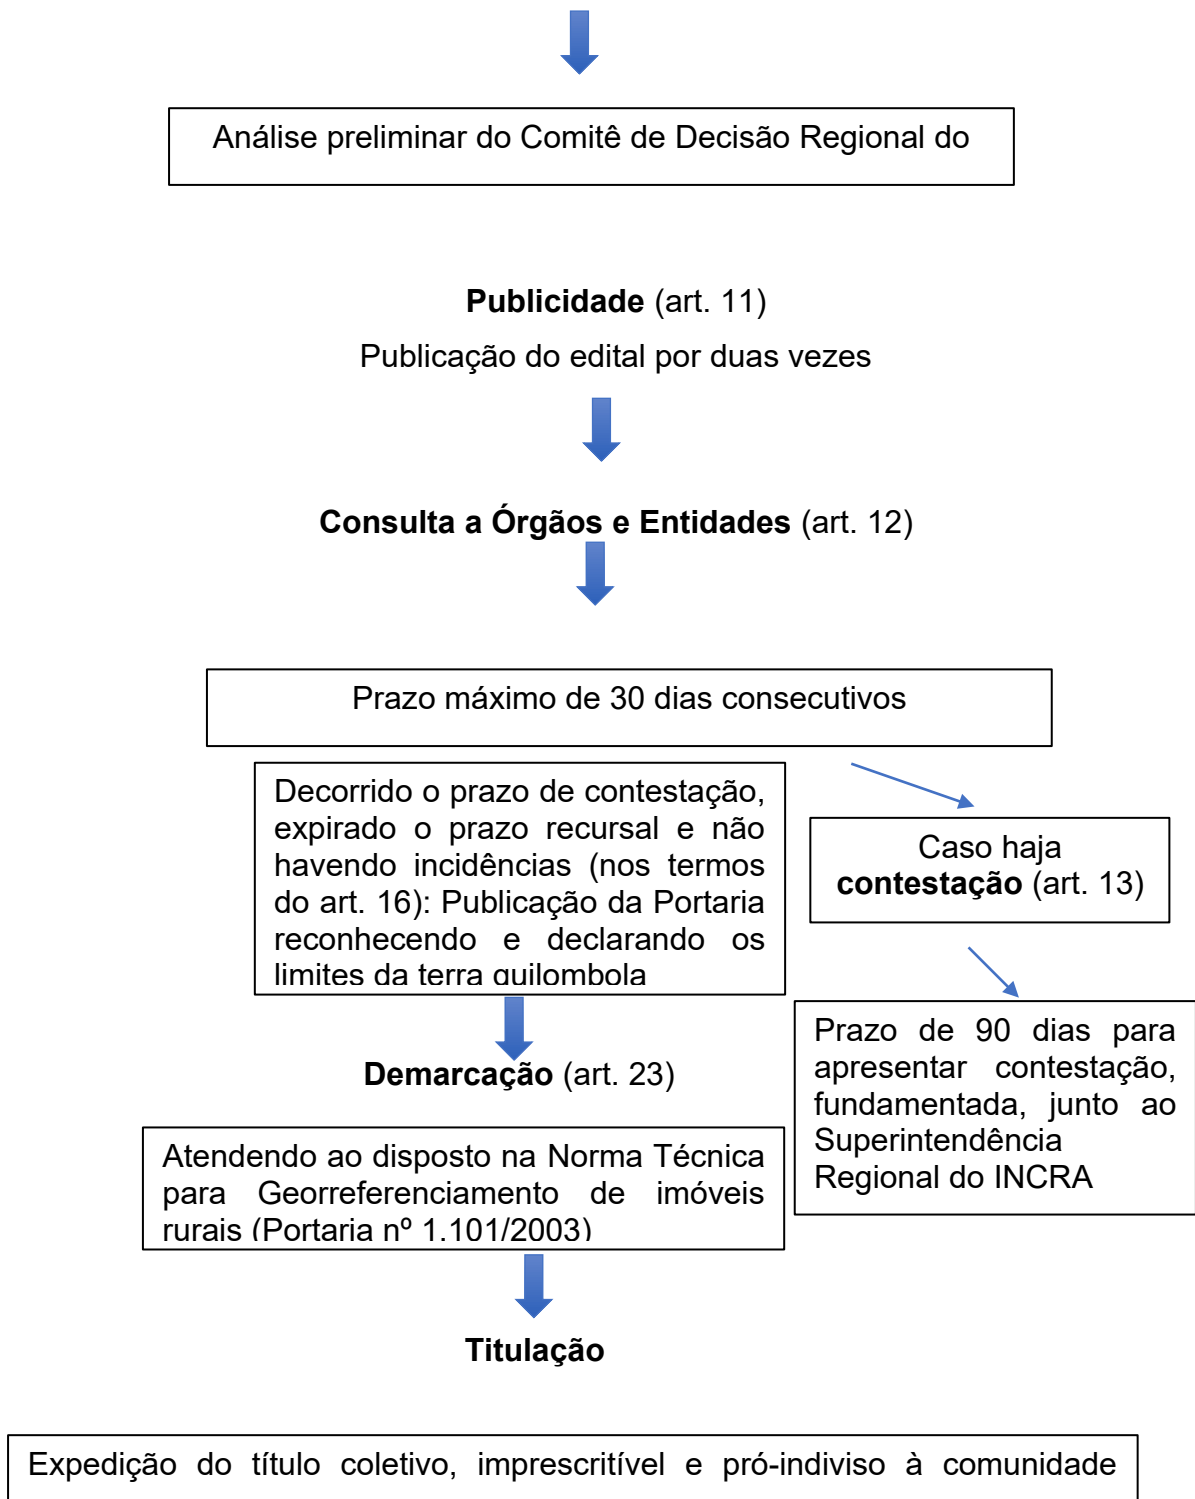 Análise preliminar do Comitê de Decisão Regional do
Publicidade (art. 11)
Publicação do edital por duas vezes
Consulta a Órgãos e Entidades (art. 12)
Prazo máximo de 30 dias consecutivos
Decorrido o prazo de contestação,
expirado o prazo recursal e não
havendo incidências (nos termos
do art. 16): Publicação da Portaria
reconhecendo e declarando os
limites da terra quilombola
Caso haja
contestação (art. 13)
Prazo de 90 dias para
apresentar contestação,
fundamentada, junto ao
Superintendência
Regional do INCRA
Demarcação (art. 23)
Atendendo ao disposto na Norma Técnica
para Georreferenciamento de imóveis
rurais (Portaria nº 1.101/2003)
Titulação
Expedição do título coletivo, imprescritível e pró-indiviso à comunidade